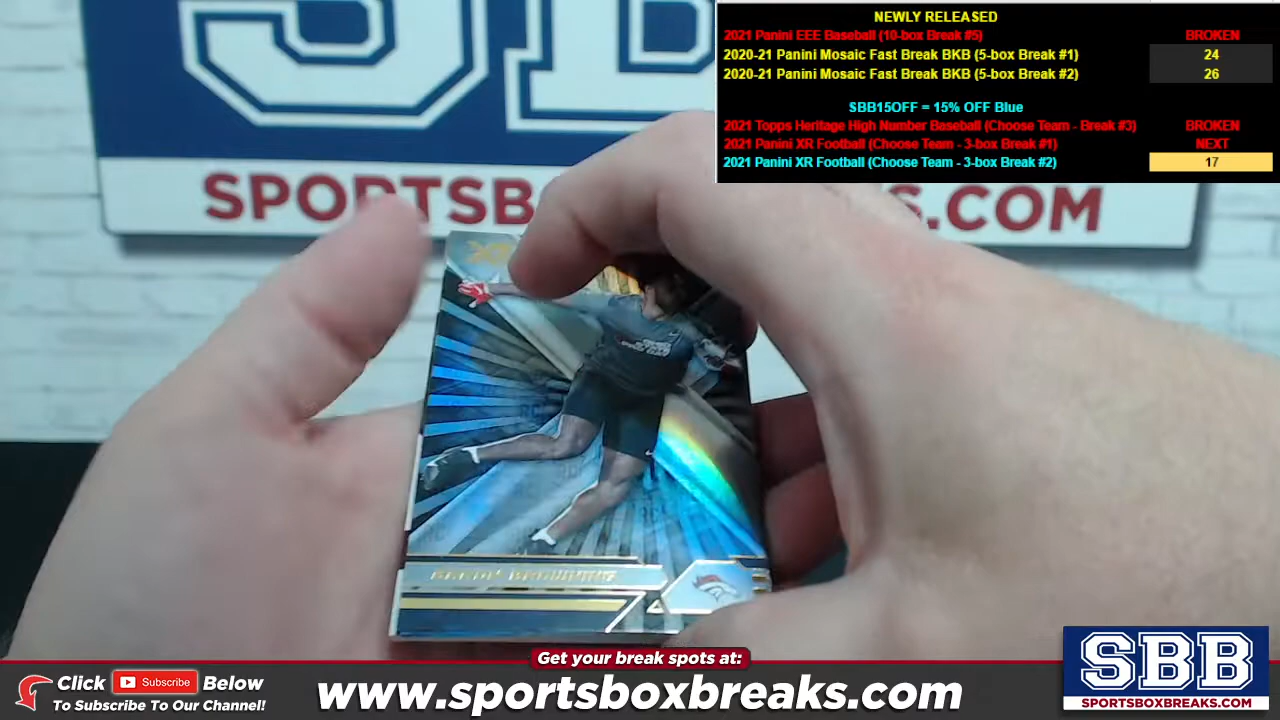 NEWLY RELEASED
2021 Panini EEE Baseball (10-box Break #5) BROKEN
2020-21 Panini Mosaic Fast Break BKB (5-box Break #1) 24
2020-21 Panini Mosaic Fast Break BKB (5-box Break #2) 26
SBB15OFF = 15% OFF Blue
2021 Topps Heritage High Number Baseball (Choose Team - Break #3) BROKEN
2021 Panini XR Football (Choose Team - 3-box Break #1) NEXT
2021 Panini XR Football (Choose Team - 3-box Break #2) 17
SPORTSB S.COM
XR
RC
BARON BROWNING
Get your break spots at:
Click Subscribe Below
To Subscribe To Our Channel!
www.sportsboxbreaks.com
SBB
SPORTSBOXBREAKS.COM